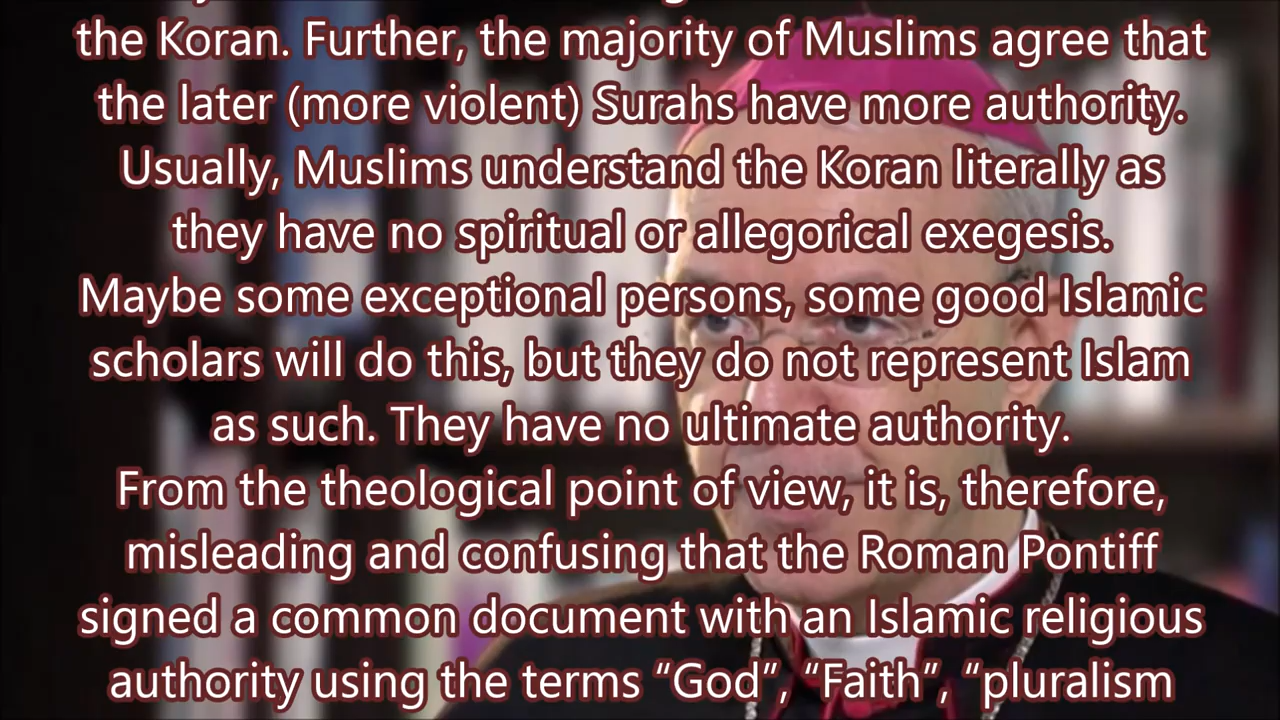 the Koran. Further, the majority of Muslims agree that
the later (more violent) Surahs have more authority.
Usually, Muslims understand the Koran literally as
they have no spiritual or allegorical exegesis.
Maybe some exceptional persons, some good Islamic
scholars will do this, but they do not represent Islam
as such. They have no ultimate authority.
From the theological point of view, it is, therefore,
misleading and confusing that the Roman Pontiff
signed a common document with an Islamic religious
authority using the terms “God”, “Faith”, “pluralism